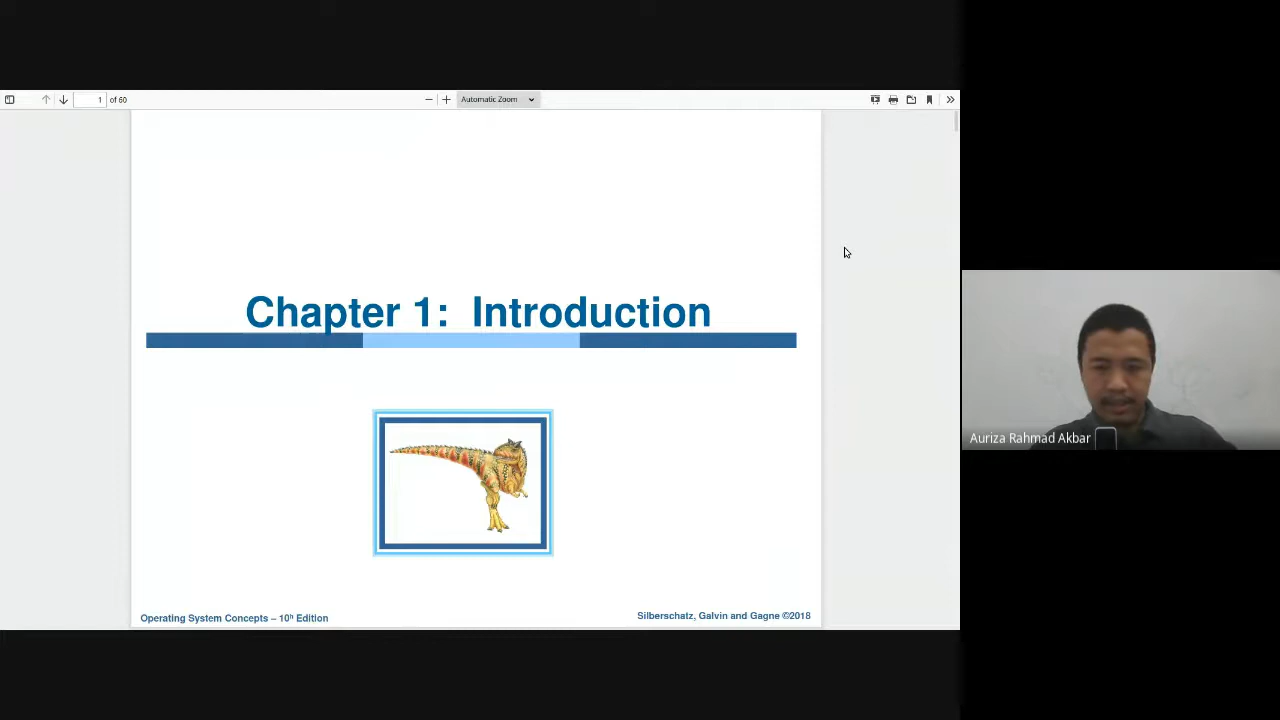 1 of 60
Automatic Zoom
Chapter 1: Introduction
Operating System Concepts – 10ʰ Edition
Silberschatz, Galvin and Gagne ©2018
Auriza Rahmad Akbar